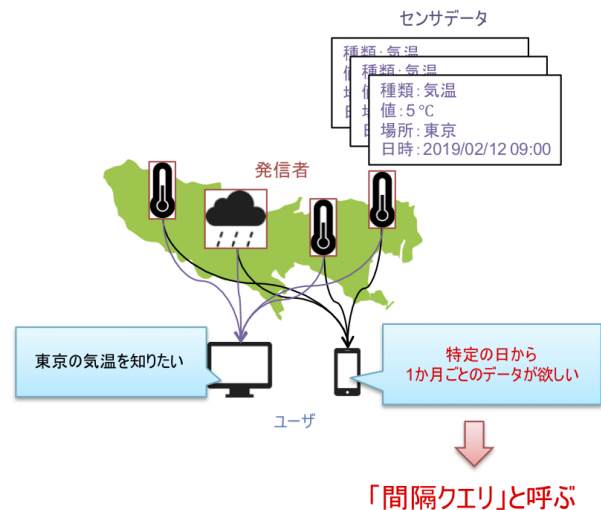 センサデータ
種類:気温
種類:気温
種類:気温
値:5℃
場所:東京
日時:2019/02/12 09:00
発信者
東京の気温を知りたい
特定の日から
1か月ごとのデータが欲しい
ユーザ
「間隔クエリ」と呼ぶ